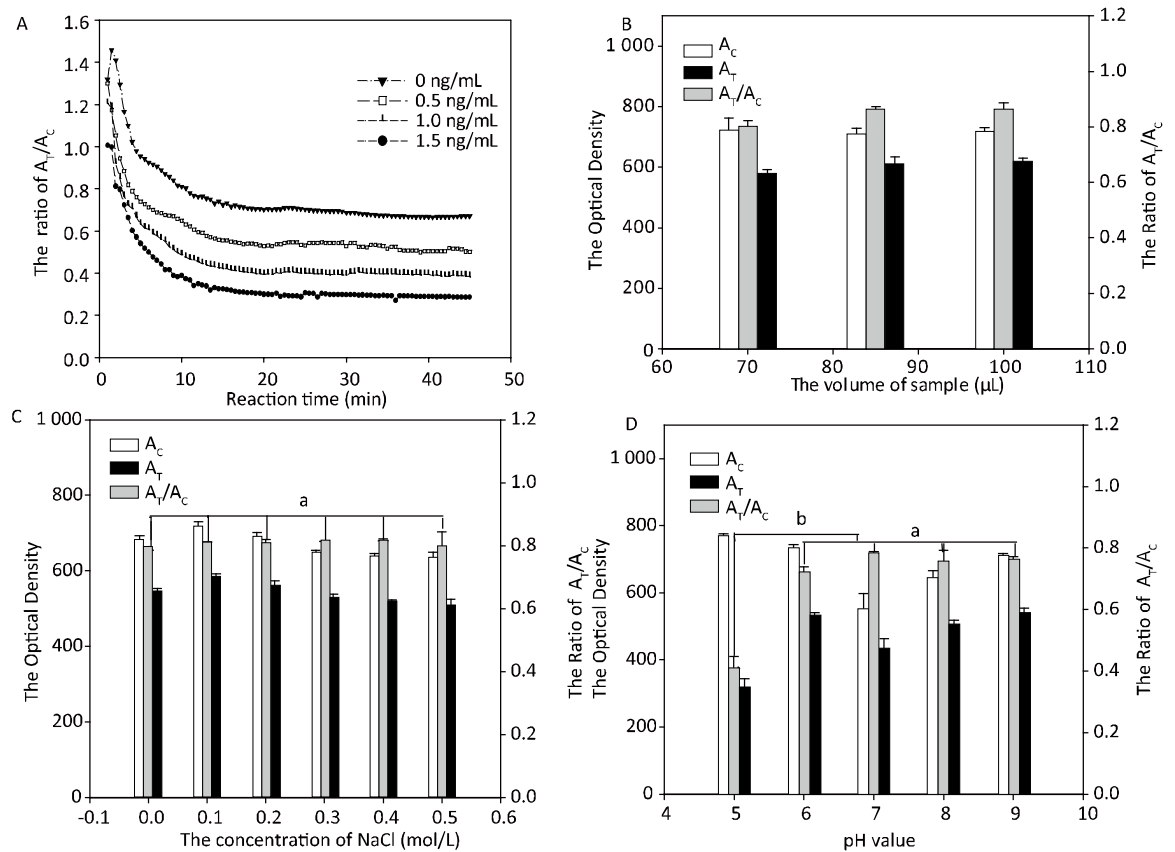 A
The ratio of AT/AC
1.6
1.4
1.2
1.0
0.8
0.6
0.4
0.2
0.0
0 ng/mL
0.5 ng/mL
1.0 ng/mL
1.5 ng/mL
0 10 20 30 40 50
Reaction time (min)
B
The Optical Density
1 000
800
600
400
200
0
AC
AT
AT/AC
1.2
1.0
0.8
0.6
0.4
0.2
0.0
The Ratio of AT/AC
60 70 80 90 100 110
The volume of sample (μL)
C
The Optical Density
1 000
800
600
400
200
0
AC
AT
AT/AC
a
1.2
1.0
0.8
0.6
0.4
0.2
0.0
The Ratio of AT/AC
-0.1 0.0 0.1 0.2 0.3 0.4 0.5 0.6
The concentration of NaCl (mol/L)
D
The Optical Density
1 000
800
600
400
200
0
AC
AT
AT/AC
b
a
1.2
1.0
0.8
0.6
0.4
0.2
0.0
The Ratio of AT/AC
4 5 6 7 8 9 10
pH value